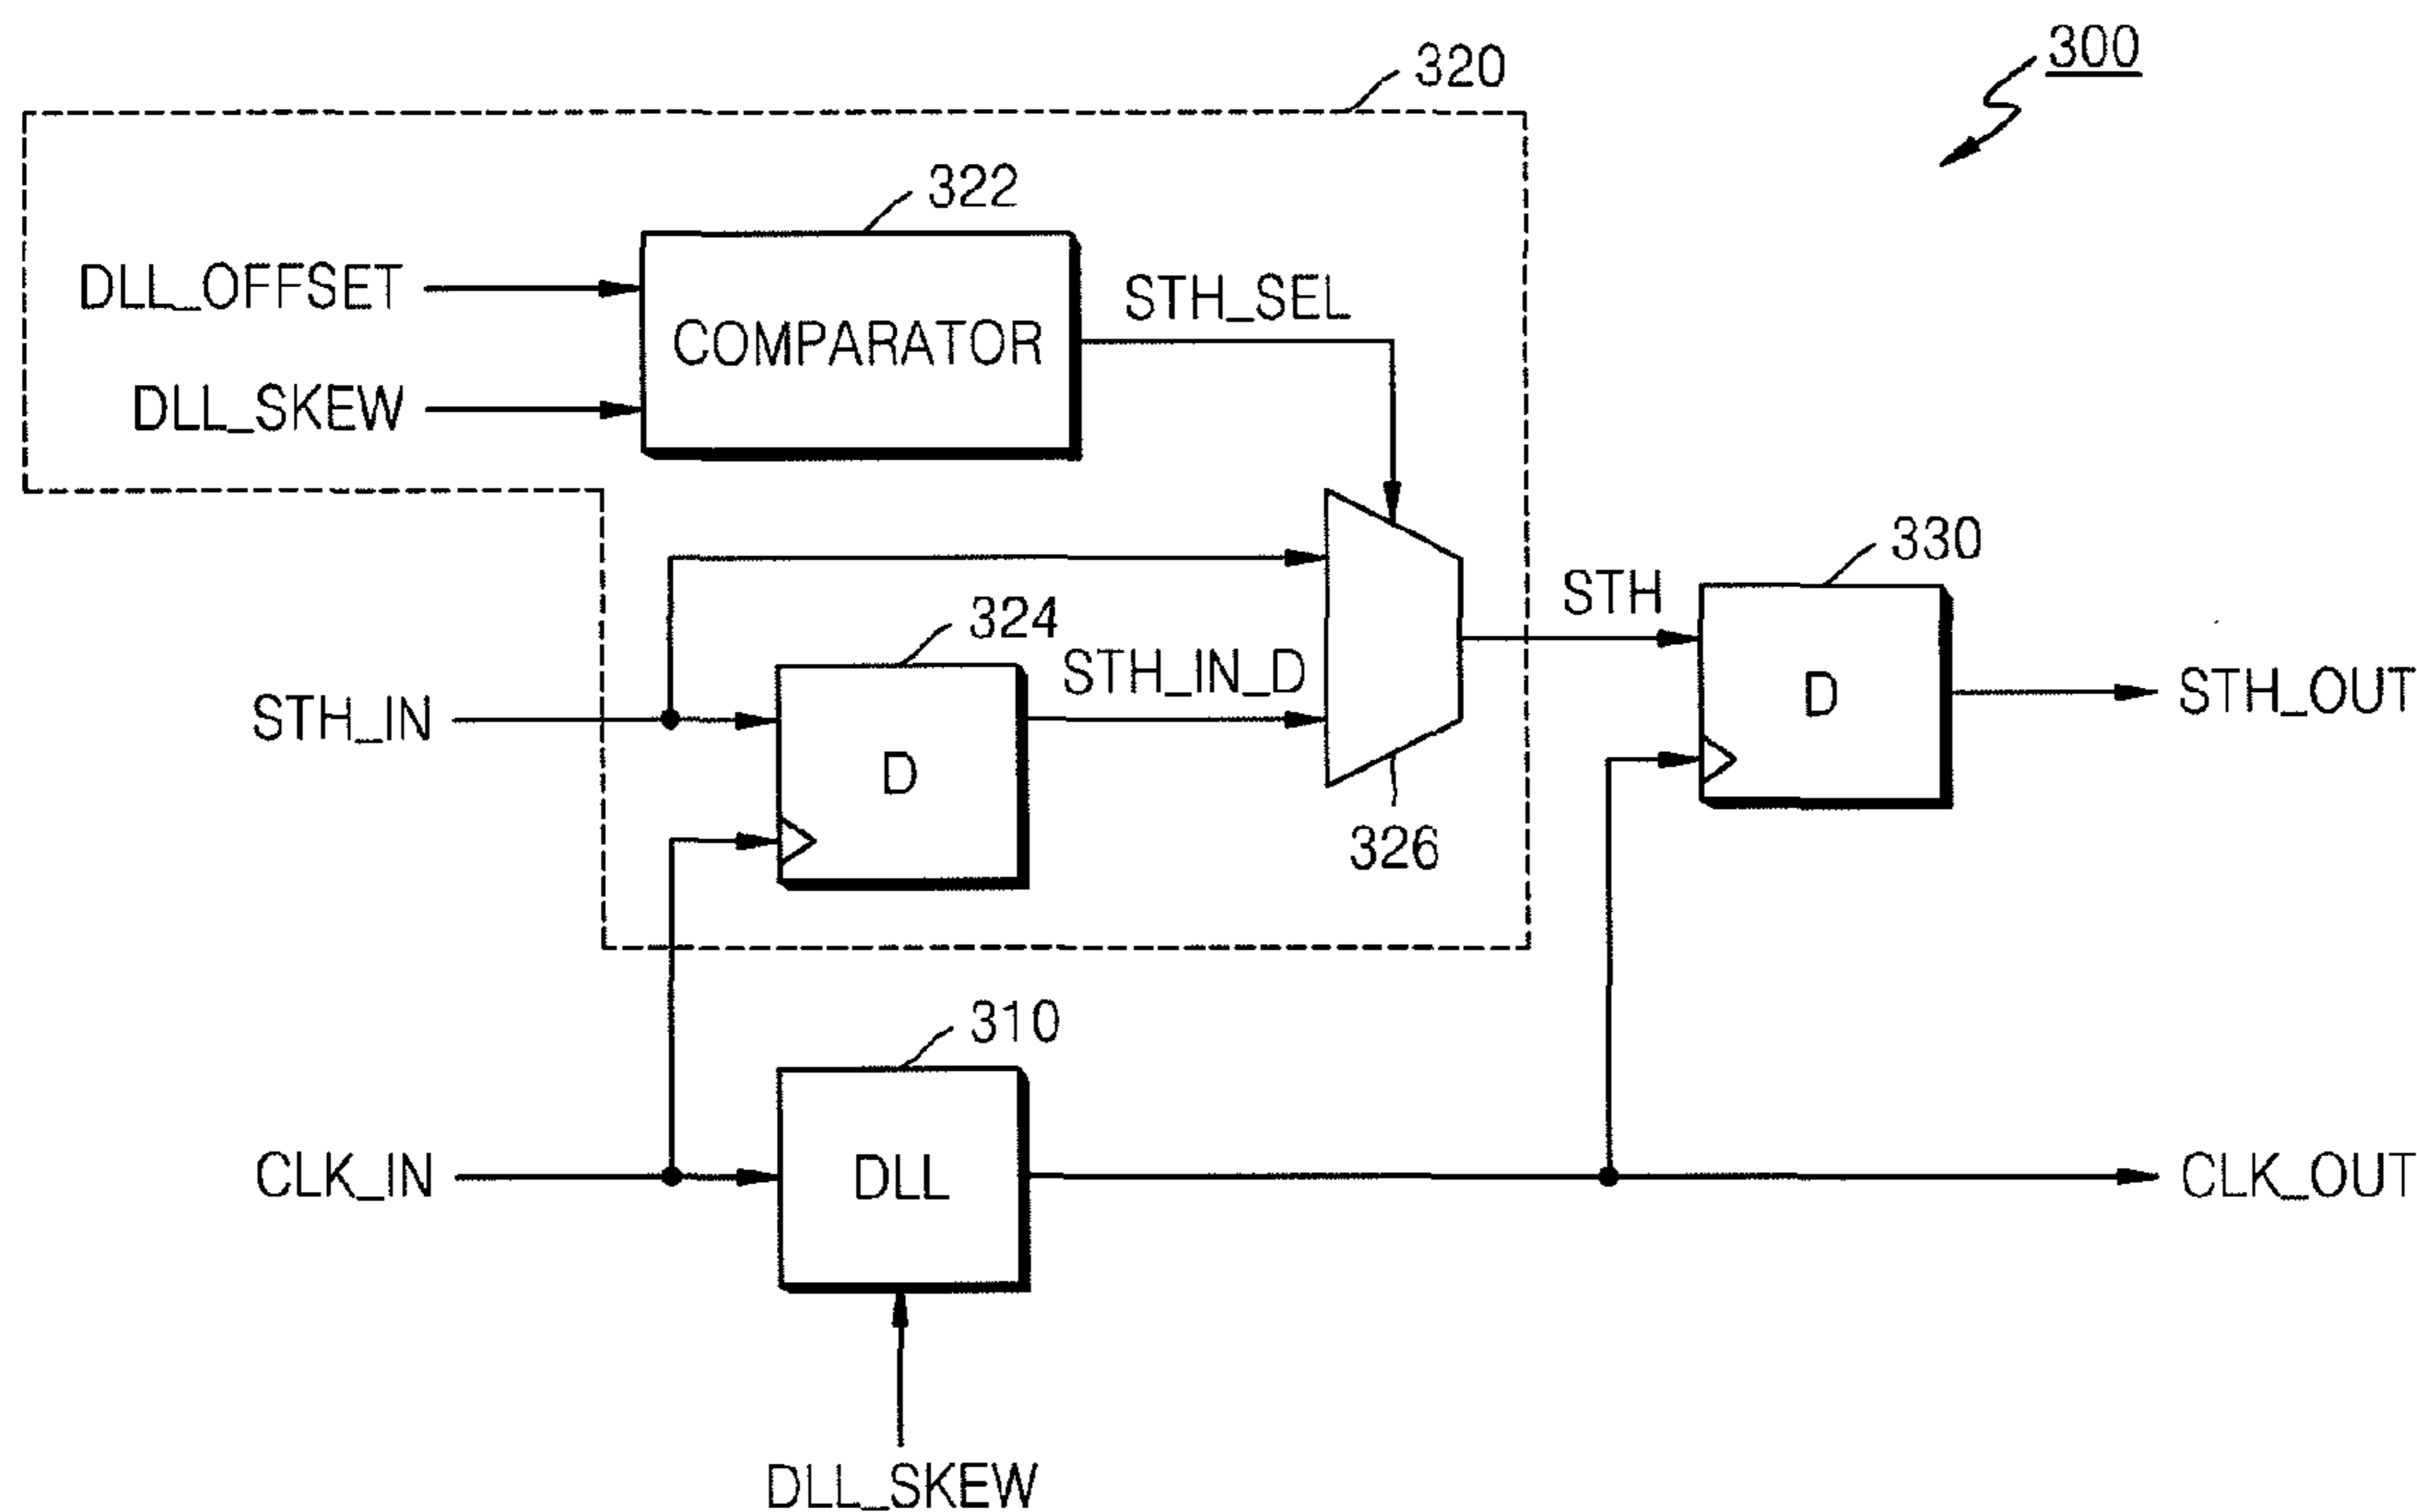 300
320
322
DLL_OFFSET
STH_SEL
COMPARATOR
DLL_SKEW
330
STH
324
STH_IN_D
STH_IN
D
D
STH_OUT
326
310
CLK_IN
DLL
CLK_OUT
DLL_SKEW